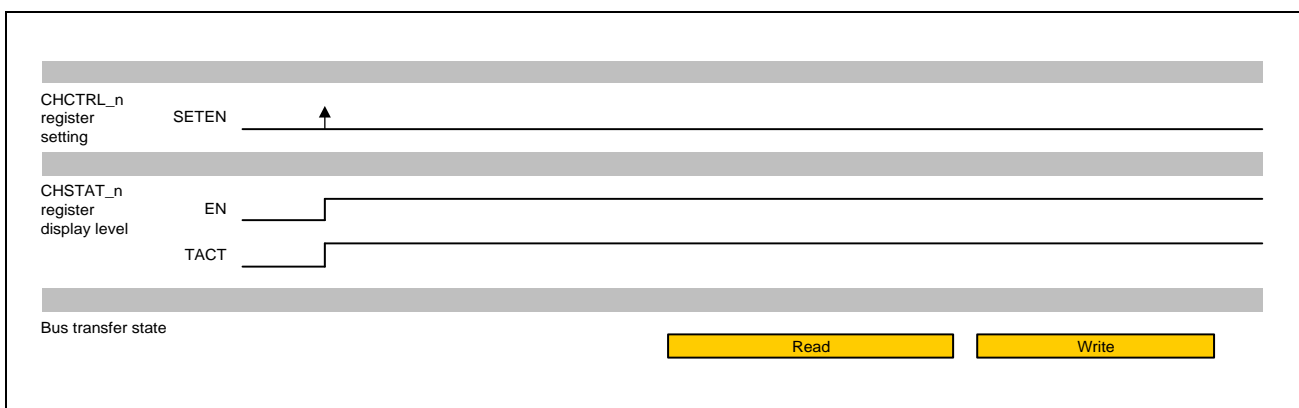 CHCTRL_n
register
setting
SETEN
CHSTAT_n
register
display level
EN
TACT
Bus transfer state
Read
Write